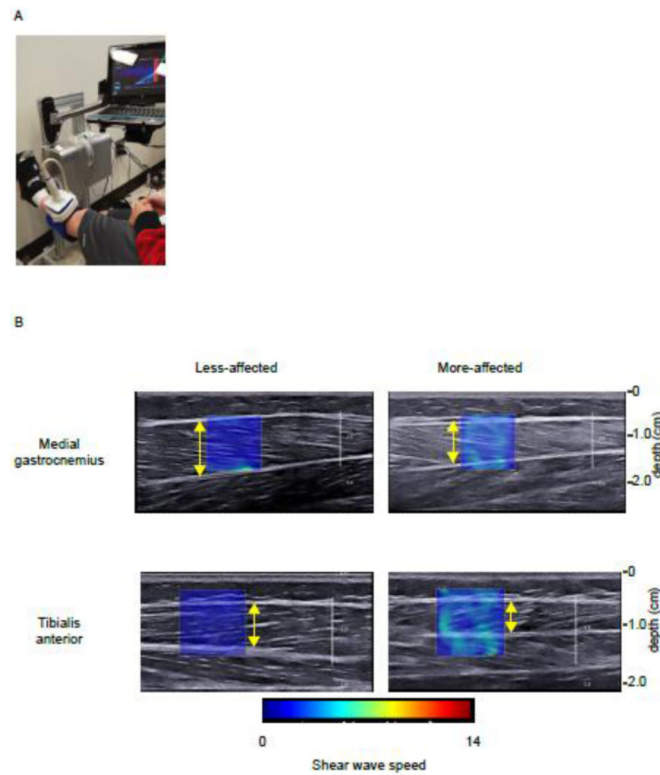 A
B
Less-affected
More-affected
Medial
gastrocnemius
0
1.0
2.0
depth (cm)
Tibialis
anterior
0
1.0
2.0
depth (cm)
0
14
Shear wave speed